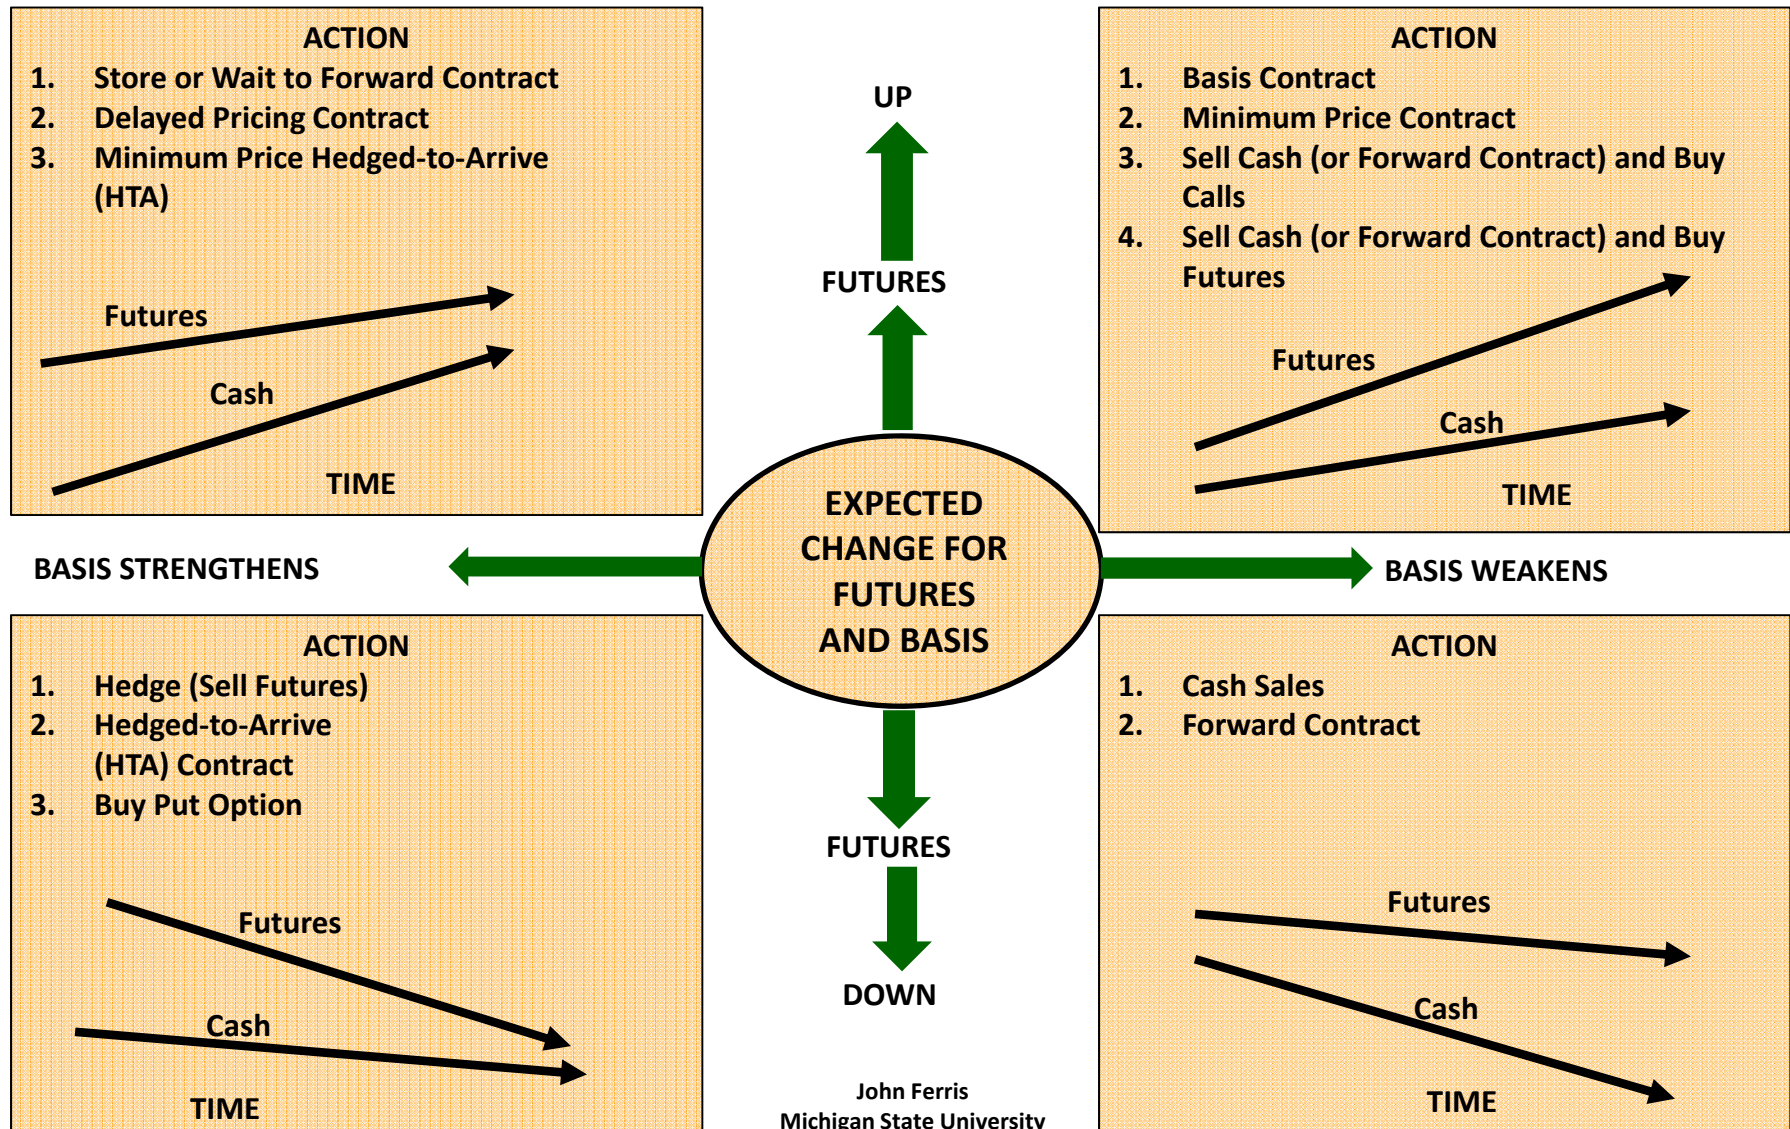 ACTION
1. Store or Wait to Forward Contract
2. Delayed Pricing Contract
3. Minimum Price Hedged-to-Arrive
(HTA)
Futures
Cash
TIME
UP
FUTURES
ACTION
1. Basis Contract
2. Minimum Price Contract
3. Sell Cash (or Forward Contract) and Buy
Calls
4. Sell Cash (or Forward Contract) and Buy
Futures
Futures
Cash
TIME
BASIS STRENGTHENS
EXPECTED
CHANGE FOR
FUTURES
AND BASIS
BASIS WEAKENS
ACTION
1. Hedge (Sell Futures)
2. Hedged-to-Arrive
(HTA) Contract
3. Buy Put Option
Futures
Cash
TIME
FUTURES
DOWN
John Ferris
Michigan State University
ACTION
1. Cash Sales
2. Forward Contract
Futures
Cash
TIME